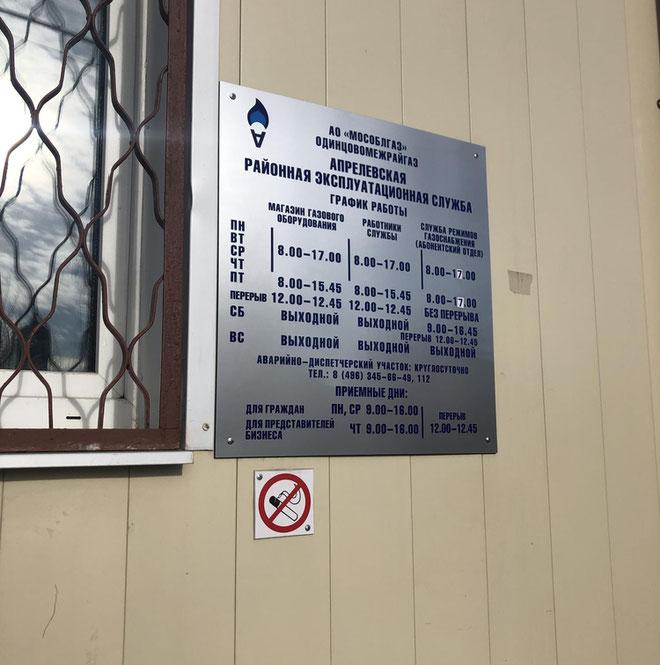 АО «МОСОБЛГАЗ»
ОДИНЦОВОМЕЖРАЙГАЗ
АПРЕЛЕВСКАЯ
РАЙОННАЯ ЭКСПЛУАТАЦИОННАЯ СЛУЖБА
ГРАФИК РАБОТЫ
МАГАЗИН ГАЗОВОГО ОБОРУДОВАНИЯ РАБОТНИКИ СЛУЖБЫ СЛУЖБА РЕЖИМОВ ГАЗОСНАБЖЕНИЯ (АБОНЕНТСКИЙ ОТДЕЛ)
ПН
ВТ
СР
ЧТ
8.00-17.00 8.00-17.00 8.00-17.00
ПТ 8.00-15.45 8.00-15.45 8.00-17.00
ПЕРЕРЫВ 12.00-12.45 12.00-12.45 БЕЗ ПЕРЕРЫВА
СБ ВЫХОДНОЙ ВЫХОДНОЙ 9.00-16.45
ПЕРЕРЫВ 12.00-12.45
ВС ВЫХОДНОЙ ВЫХОДНОЙ ВЫХОДНОЙ
АВАРИЙНО-ДИСПЕТЧЕРСКИЙ УЧАСТОК: КРУГЛОСУТОЧНО
ТЕЛ.: 8 (496) 345-66-49, 112
ПРИЕМНЫЕ ДНИ:
ДЛЯ ГРАЖДАН ПН, СР 9.00-16.00 ПЕРЕРЫВ
ДЛЯ ПРЕДСТАВИТЕЛЕЙ БИЗНЕСА ЧТ 9.00-16.00 12.00-12.45